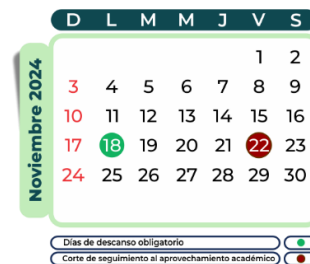 D L M M J V S
1 2
3 4 5 6 7 8 9
10 11 12 13 14 15 16
17 18 19 20 21 22 23
24 25 26 27 28 29 30
Noviembre 2024
Días de descanso obligatorio
Corte de seguimiento al aprovechamiento académico